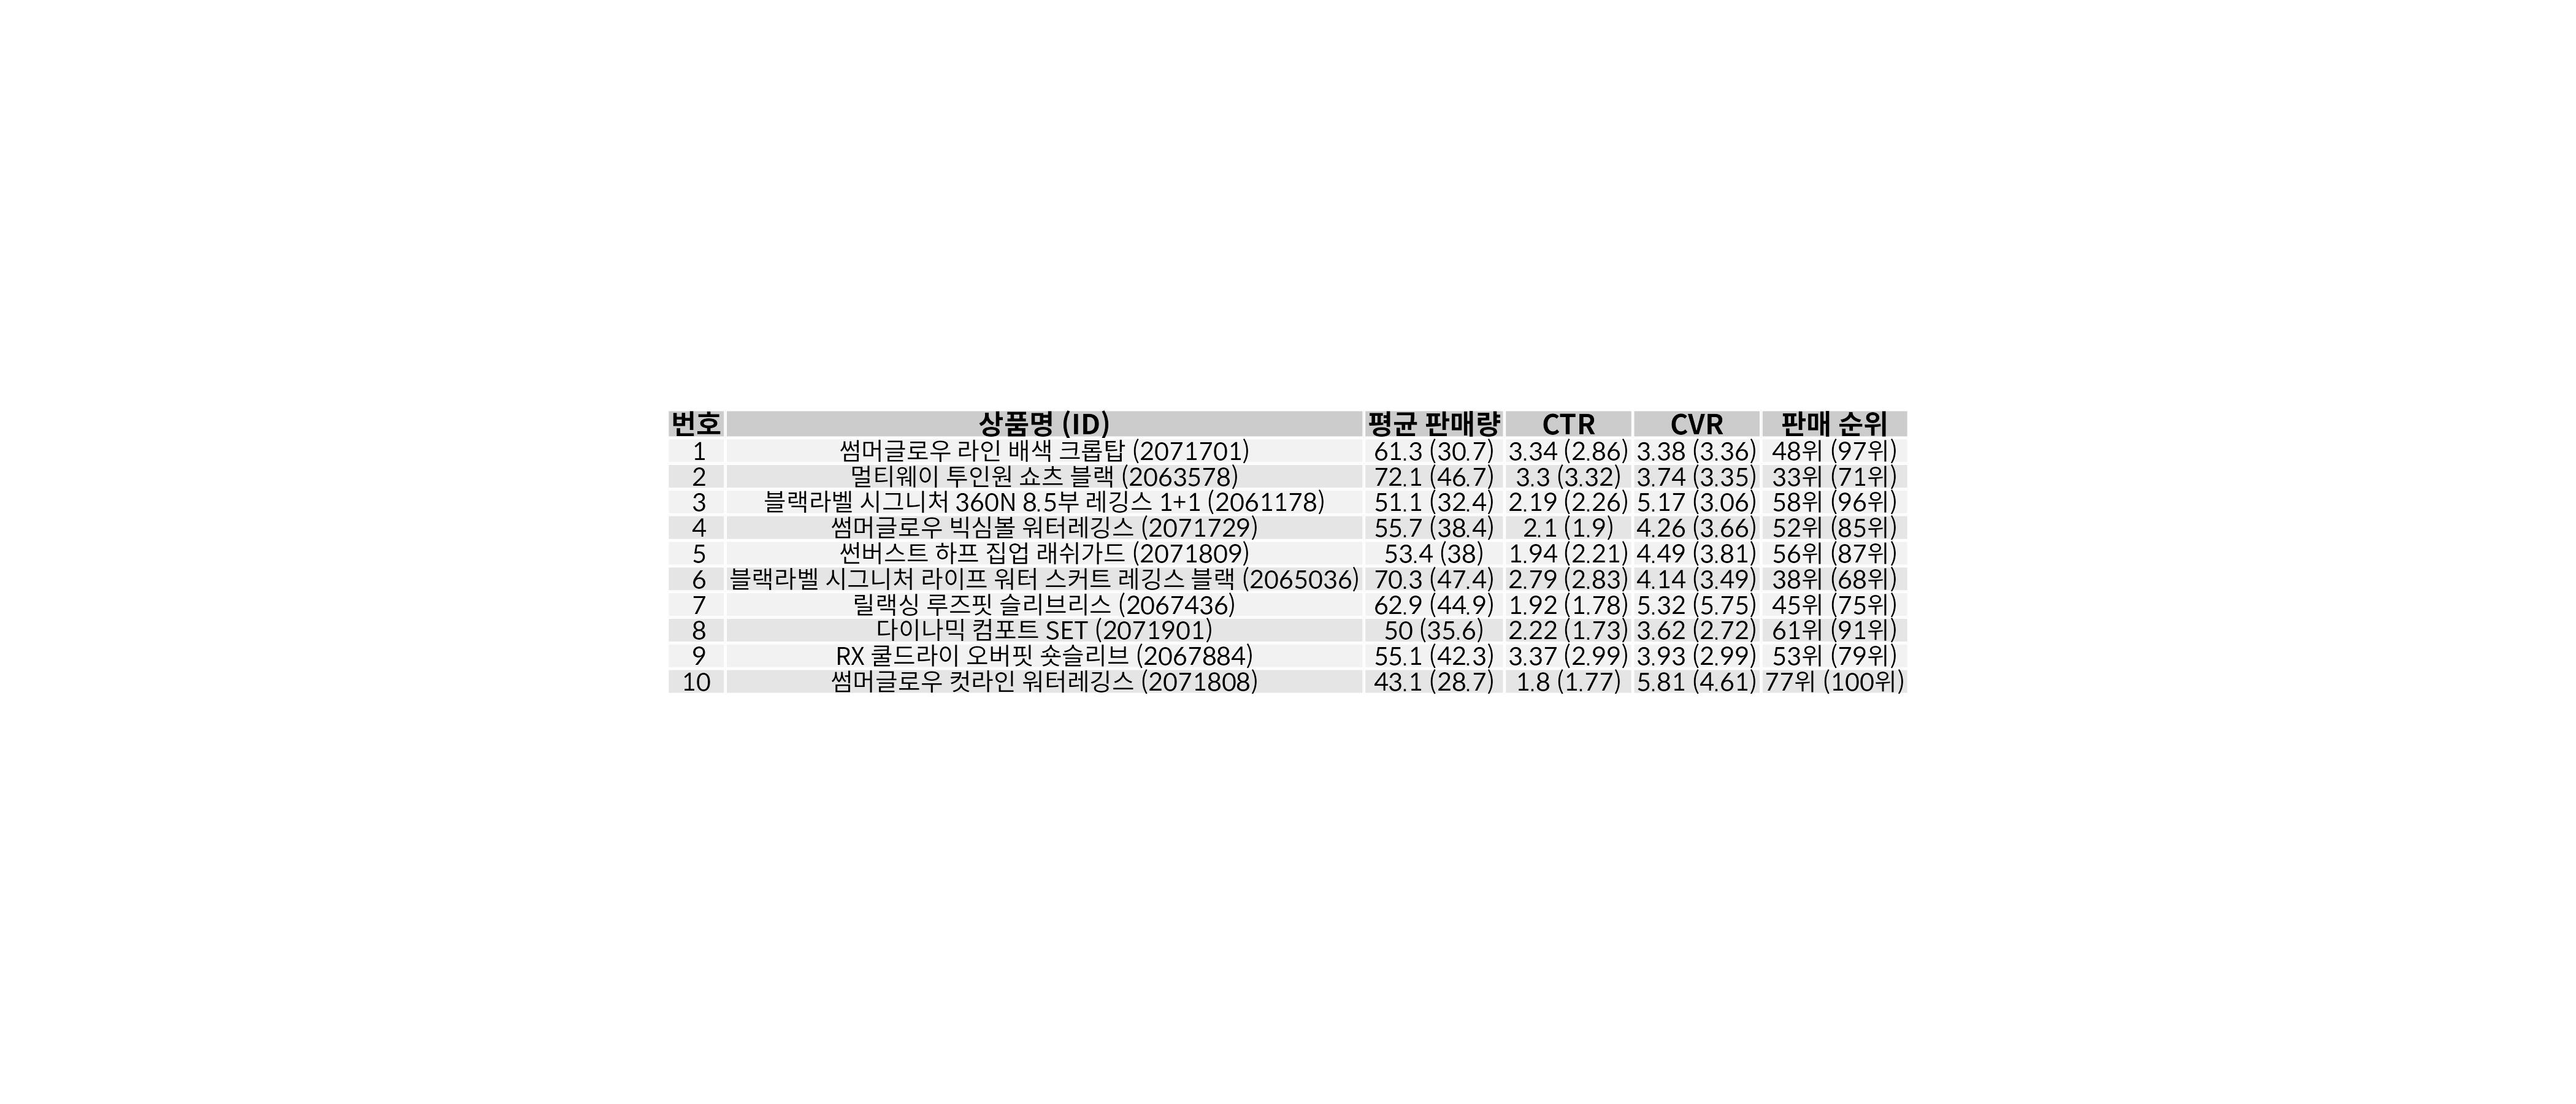 번호 상품명 (ID) 평균 판매량 CTR CVR 판매 순위
1 썸머글로우 라인 배색 크롭탑 (2071701) 61.3 (30.7) 3.34 (2.86) 3.38 (3.36) 48위 (97위)
2 멀티웨이 투인원 쇼츠 블랙 (2063578) 72.1 (46.7) 3.3 (3.32) 3.74 (3.35) 33위 (71위)
3 블랙라벨 시그니처 360N 8.5부 레깅스 1+1 (2061178) 51.1 (32.4) 2.19 (2.26) 5.17 (3.06) 58위 (96위)
4 썸머글로우 빅심볼 워터레깅스 (2071729) 55.7 (38.4) 2.1 (1.9) 4.26 (3.66) 52위 (85위)
5 썬버스트 하프 집업 래쉬가드 (2071809) 53.4 (38) 1.94 (2.21) 4.49 (3.81) 56위 (87위)
6 블랙라벨 시그니처 라이프 워터 스커트 레깅스 블랙 (2065036) 70.3 (47.4) 2.79 (2.83) 4.14 (3.49) 38위 (68위)
7 릴랙싱 루즈핏 슬리브리스 (2067436) 62.9 (44.9) 1.92 (1.78) 5.32 (5.75) 45위 (75위)
8 다이나믹 컴포트 SET (2071901) 50 (35.6) 2.22 (1.73) 3.62 (2.72) 61위 (91위)
9 RX 쿨드라이 오버핏 숏슬리브 (2067884) 55.1 (42.3) 3.37 (2.99) 3.93 (2.99) 53위 (79위)
10 썸머글로우 컷라인 워터레깅스 (2071808) 43.1 (28.7) 1.8 (1.77) 5.81 (4.61) 77위 (100위)